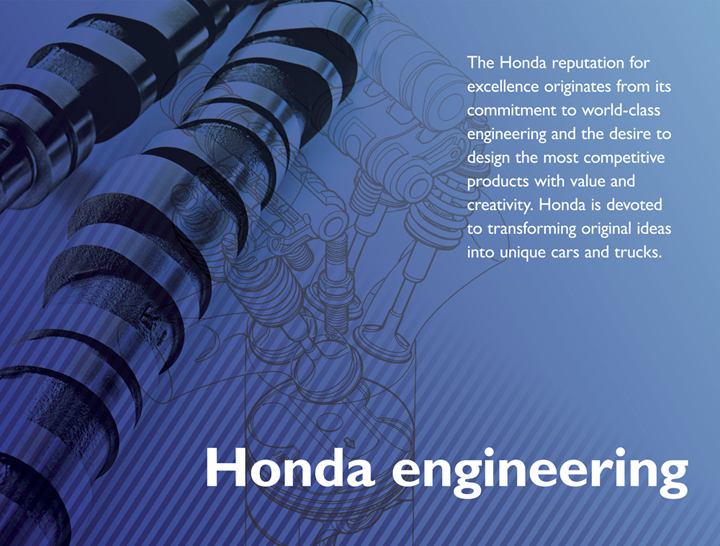 The Honda reputation for
excellence originates from its
commitment to world-class
engineering and the desire to
design the most competitive
products with value and
creativity. Honda is devoted
to transforming original ideas
into unique cars and trucks.
Honda engineering